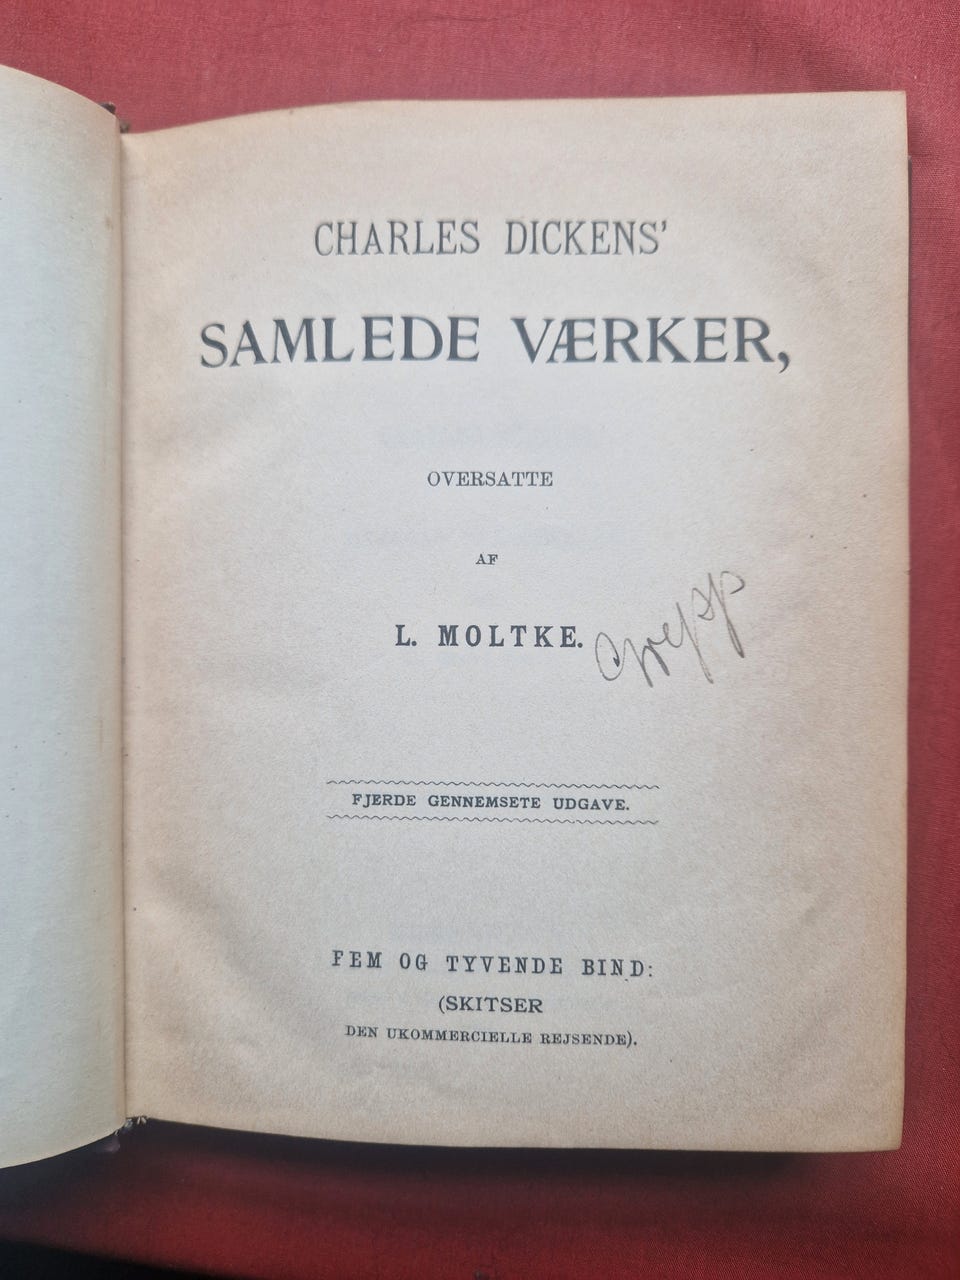 CHARLES DICKENS'
SAMLEDE VÆRKER,
OVERSATTE
AF
L. MOLTKE.
FJERDE GENNEMSETE UDGAVE.
FEM OG TYVENDE BIND:
(SKITSER
DEN UKOMMERCIELLE REJSENDE).